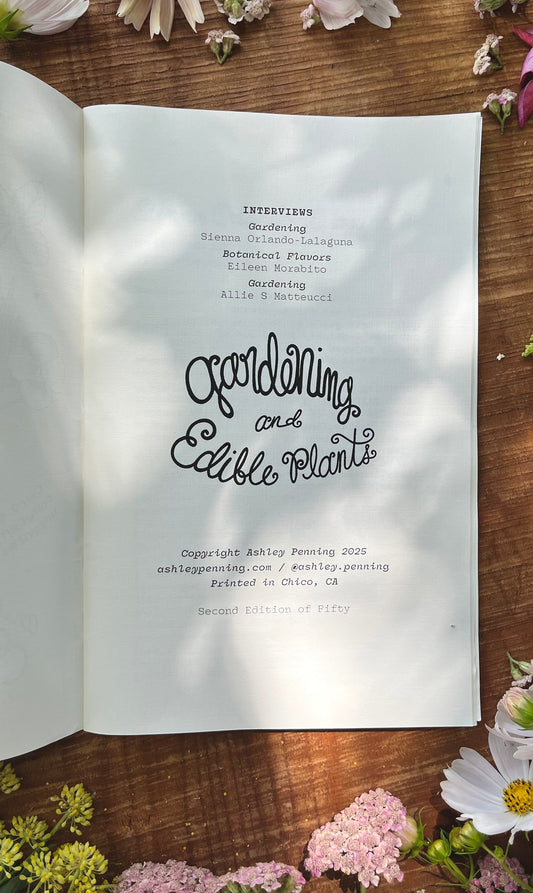 INTERVIEWS
Gardening
Sienna Orlando-Lalaguna
Botanical Flavors
Eileen Morabito
Gardening
Allie S Matteucci
Gardening
and
Edible Plants
Copyright Ashley Penning 2025
ashleypenning.com / @ashley.penning
Printed in Chico, CA
Second Edition of Fifty